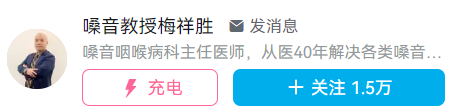 嗓音教授梅祥胜 发消息
嗓音咽喉病科主任医师，从医40年解决各类嗓音...
充电
关注 1.5万